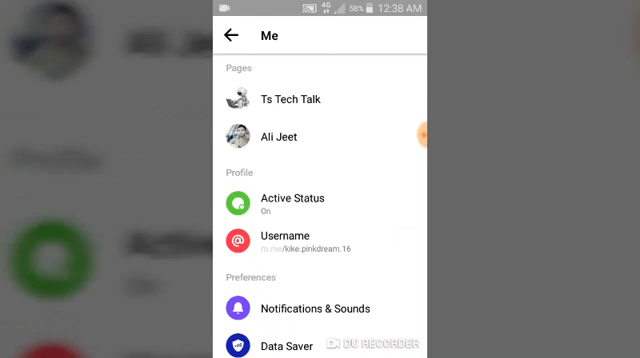 4G 58% 12:38 AM
Me
Pages
Ts Tech Talk
Ali Jeet
Profile
Active Status
On
Username
m.me/kike.pinkdream.16
Preferences
Notifications & Sounds
Data Saver
DU RECORDER